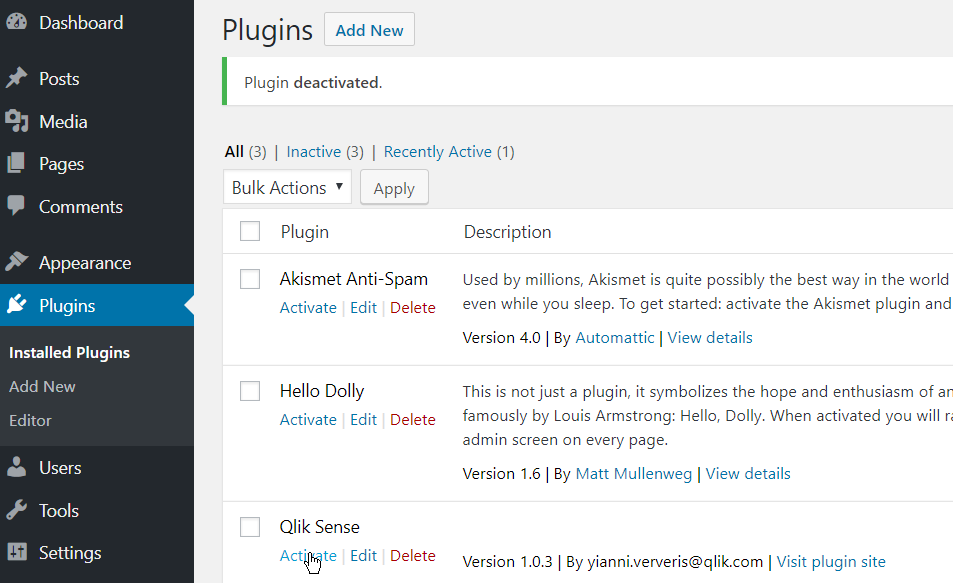 Dashboard
Posts
Media
Pages
Comments
Appearance
Plugins
Installed Plugins
Add New
Editor
Users
Tools
Settings
Plugins Add New
Plugin deactivated.
All (3) | Inactive (3) | Recently Active (1)
Bulk Actions Apply
Plugin Description
Akismet Anti-Spam
Activate | Edit | Delete
Used by millions, Akismet is quite possibly the best way in the world
even while you sleep. To get started: activate the Akismet plugin and
Version 4.0 | By Automattic | View details
Hello Dolly
Activate | Edit | Delete
This is not just a plugin, it symbolizes the hope and enthusiasm of an
famously by Louis Armstrong: Hello, Dolly. When activated you will ra
admin screen on every page.
Version 1.6 | By Matt Mullenweg | View details
Qlik Sense
Activate | Edit | Delete
Version 1.0.3 | By yianni.ververis@qlik.com | Visit plugin site